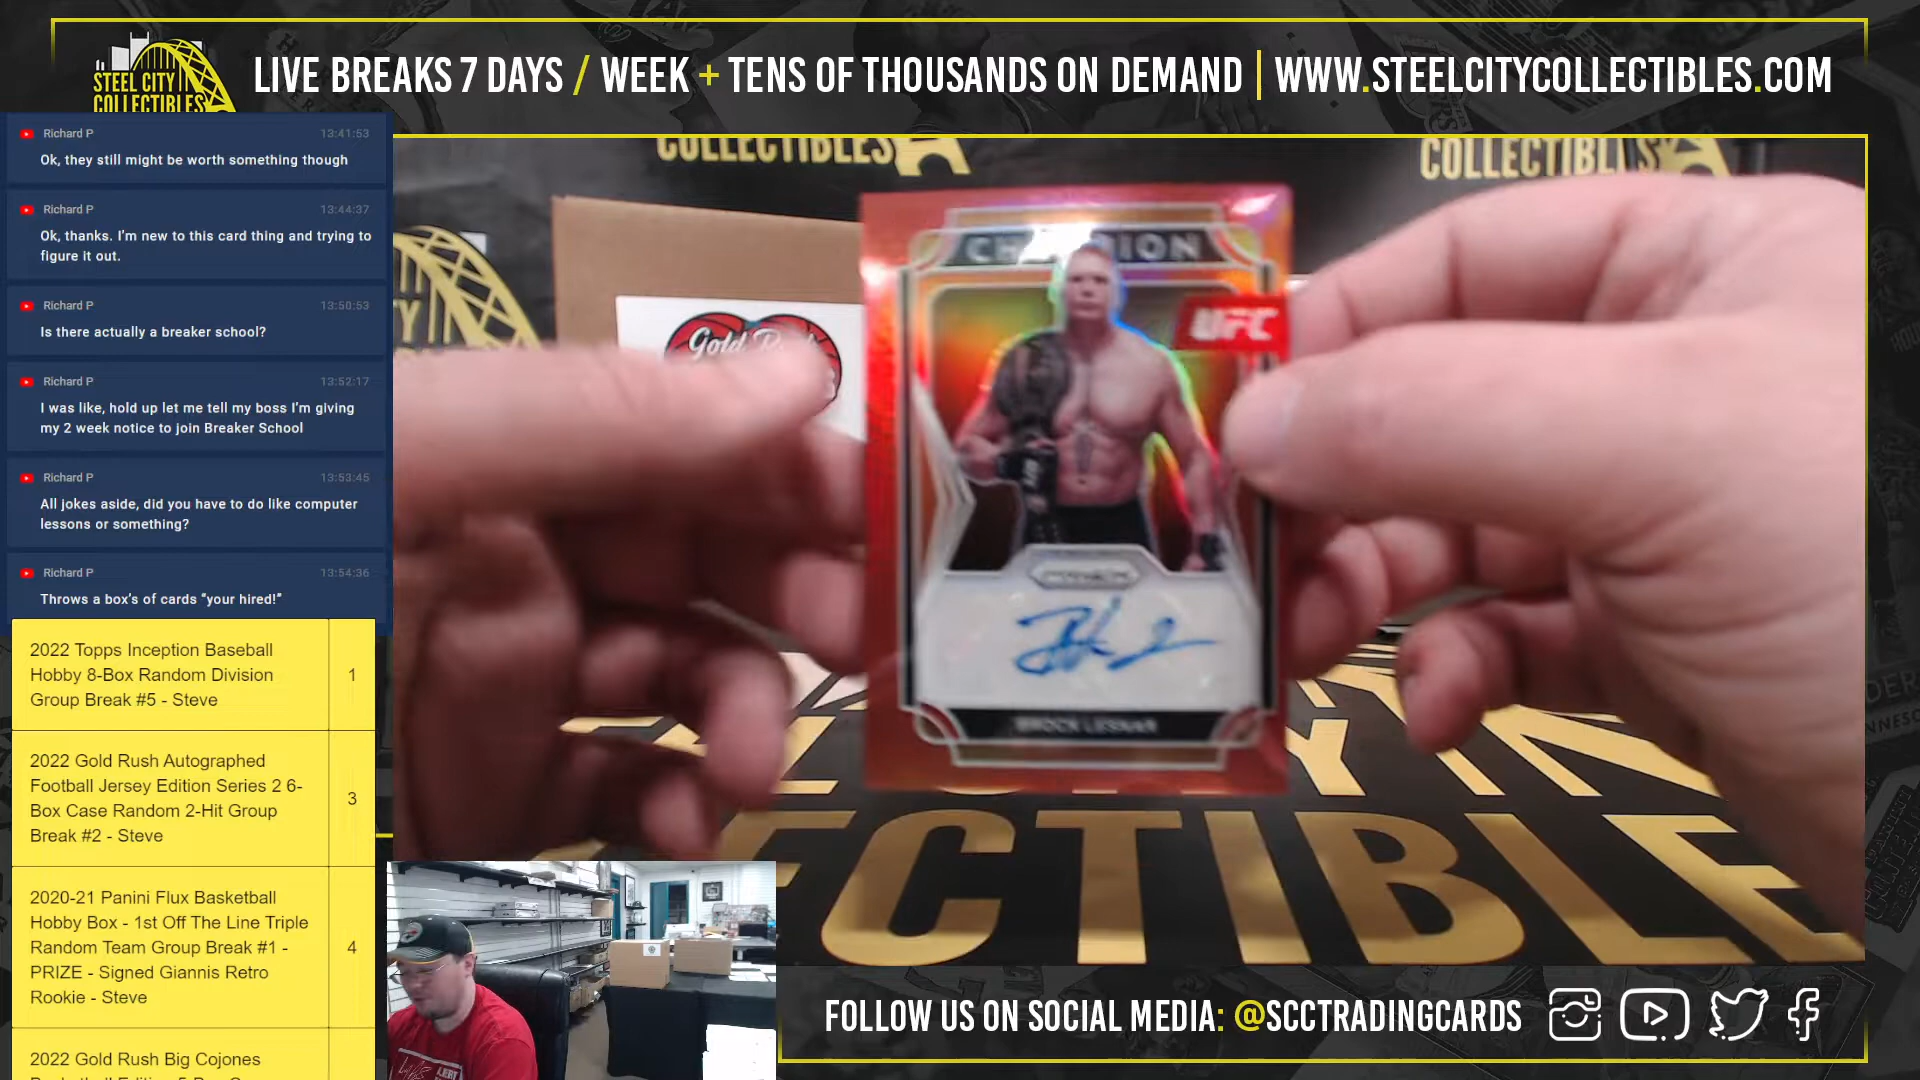 STEEL CITY
COLLECTIBLES
LIVE BREAKS 7 DAYS / WEEK + TENS OF THOUSANDS ON DEMAND | WWW.STEELCITYCOLLECTIBLES.COM
Richard P 13:41:53
Ok, they still might be worth something though
Richard P 13:44:37
Ok, thanks. I'm new to this card thing and trying to
figure it out.
Richard P 13:50:53
Is there actually a breaker school?
Richard P 13:52:17
I was like, hold up let me tell my boss I'm giving
my 2 week notice to join Breaker School
Richard P 13:53:45
All jokes aside, did you have to do like computer
lessons or something?
Richard P 13:54:36
Throws a box's of cards “your hired!”
2022 Topps Inception Baseball
Hobby 8-Box Random Division
Group Break #5 - Steve
1
2022 Gold Rush Autographed
Football Jersey Edition Series 2 6-
Box Case Random 2-Hit Group
Break #2 - Steve
3
2020-21 Panini Flux Basketball
Hobby Box - 1st Off The Line Triple
Random Team Group Break #1 -
PRIZE - Signed Giannis Retro
Rookie - Steve
4
2022 Gold Rush Big Cojones
COLLECTIBLES
COLLECTIBLES
Gold
UFC
BROCK LESNAR
FOLLOW US ON SOCIAL MEDIA: @SCCTRADINGCARDS